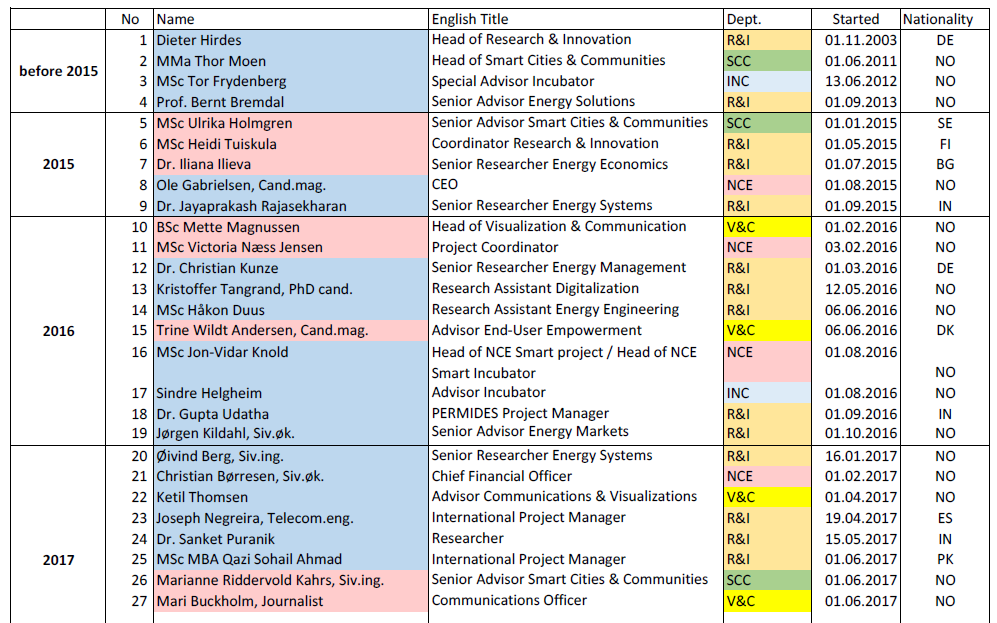 No Name English Title Dept. Started Nationality
1 Dieter Hirdes Head of Research & Innovation R&I 01.11.2003 DE
before 2015 2 MMa Thor Moen Head of Smart Cities & Communities SCC 01.06.2011 NO
3 MSc Tor Frydenberg Special Advisor Incubator INC 13.06.2012 NO
4 Prof. Bernt Bremdal Senior Advisor Energy Solutions R&I 01.09.2013 NO
5 MSc Ulrika Holmgren Senior Advisor Smart Cities & Communities SCC 01.01.2015 SE
6 MSc Heidi Tuiskula Coordinator Research & Innovation R&I 01.05.2015 FI
2015 7 Dr. Iliana Ilieva Senior Researcher Energy Economics R&I 01.07.2015 BG
8 Ole Gabrielsen, Cand.mag. CEO NCE 01.08.2015 NO
9 Dr. Jayaprakash Rajasekharan Senior Researcher Energy Systems R&I 01.09.2015 IN
10 BSc Mette Magnussen Head of Visualization & Communication V&C 01.02.2016 NO
11 MSc Victoria Næss Jensen Project Coordinator NCE 03.02.2016 NO
12 Dr. Christian Kunze Senior Researcher Energy Management R&I 01.03.2016 DE
13 Kristoffer Tangrand, PhD cand. Research Assistant Digitalization R&I 12.05.2016 NO
14 MSc Håkon Duus Research Assistant Energy Engineering R&I 06.06.2016 NO
2016 15 Trine Wildt Andersen, Cand.mag. Advisor End-User Empowerment V&C 06.06.2016 DK
16 MSc Jon-Vidar Knold Head of NCE Smart project / Head of NCE NCE 01.08.2016
Smart Incubator NO
17 Sindre Helgheim Advisor Incubator INC 01.08.2016 NO
18 Dr. Gupta Udatha PERMIDES Project Manager R&I 01.09.2016 IN
19 Jørgen Kildahl, Siv.øk. Senior Advisor Energy Markets R&I 01.10.2016 NO
20 Øivind Berg, Siv.ing. Senior Researcher Energy Systems R&I 16.01.2017 NO
21 Christian Børresen, Siv.øk. Chief Financial Officer NCE 01.02.2017 NO
22 Ketil Thomsen Advisor Communications & Visualizations V&C 01.04.2017 NO
23 Joseph Negreira, Telecom.eng. International Project Manager R&I 19.04.2017 ES
24 Dr. Sanket Puranik Researcher R&I 15.05.2017 IN
2017 25 MSc MBA Qazi Sohail Ahmad International Project Manager R&I 01.06.2017 PK
26 Marianne Riddervold Kahrs, Siv.ing. Senior Advisor Smart Cities & Communities SCC 01.06.2017 NO
27 Mari Buckholm, Journalist Communications Officer V&C 01.06.2017 NO